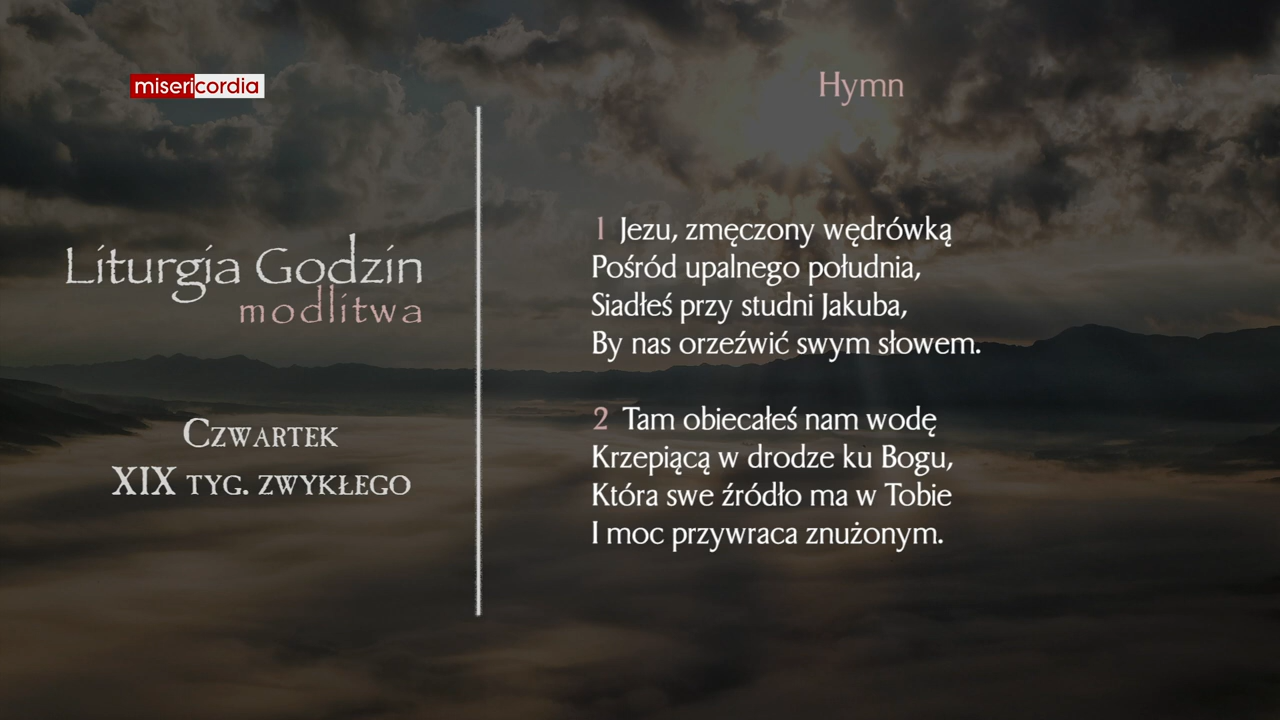 misericordia
Liturgia Godzin
modlitwa
Czwartek
XIX tyg. zwykłego
Hymn
1 Jezu, zmęczony wędrówką
Pośród upalnego południa,
Siadłeś przy studni Jakuba,
By nas orzeźwić swym słowem.
2 Tam obiecałeś nam wodę
Krzepiącą w drodze ku Bogu,
Która swe źródło ma w Tobie
I moc przywraca znużonym.